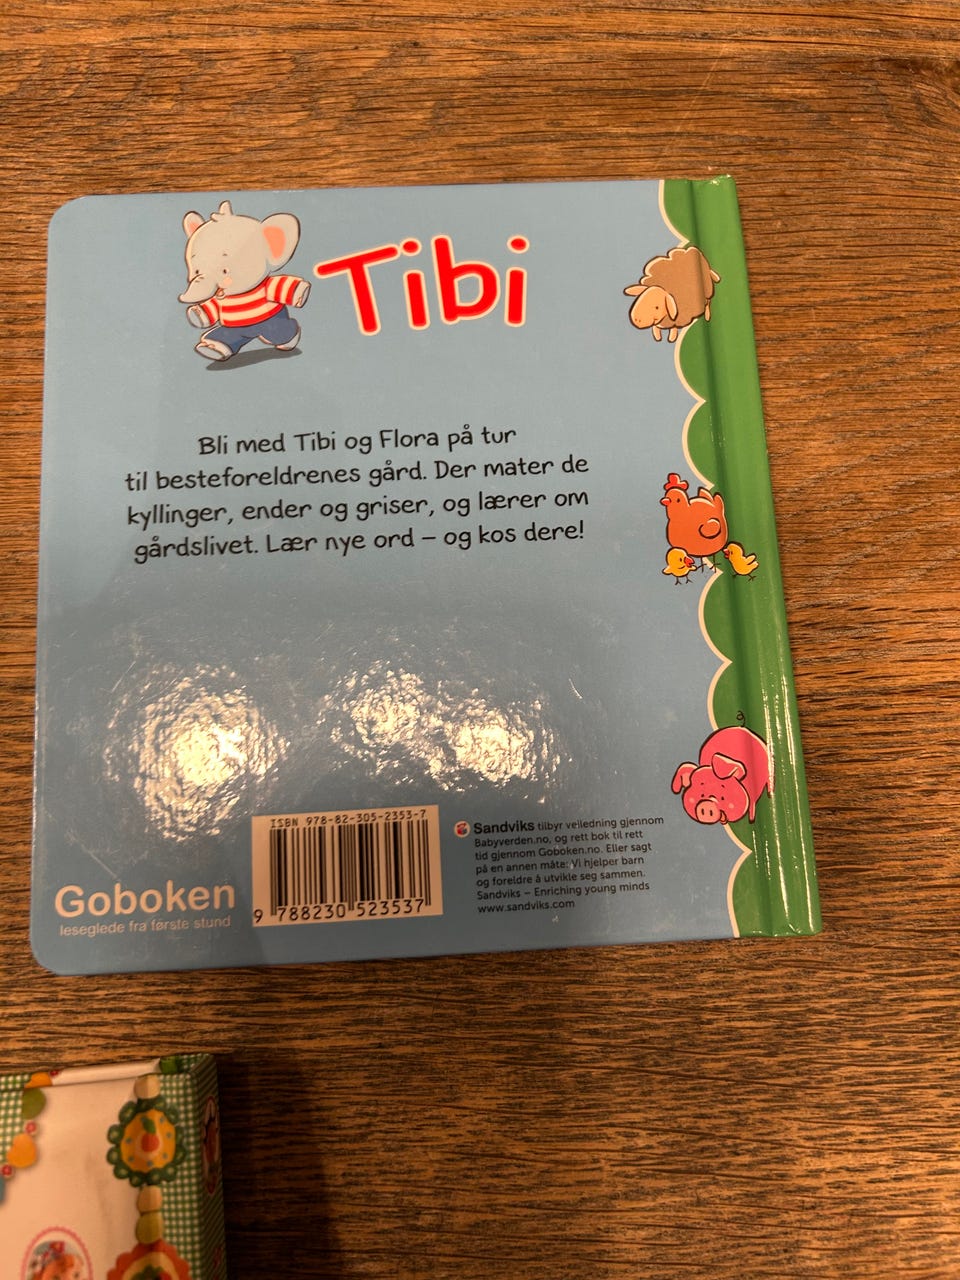 Tibi
Bli med Tibi og Flora på tur
til besteforeldrenes gård. Der mater de
kyllinger, ender og griser, og lærer om
gårdslivet. Lær nye ord – og kos dere!
ISBN 978-82-305-2353-7
9 788230 523537
Goboken
leseglede fra første stund
Sandviks tilbyr veiledning gjennom
Babyverden.no, og rett bok til rett
tid gjennom Goboken.no. Eller sagt
på en annen måte: Vi hjelper barn
og foreldre å utvikle seg sammen.
Sandviks – Enriching young minds
www.sandviks.com